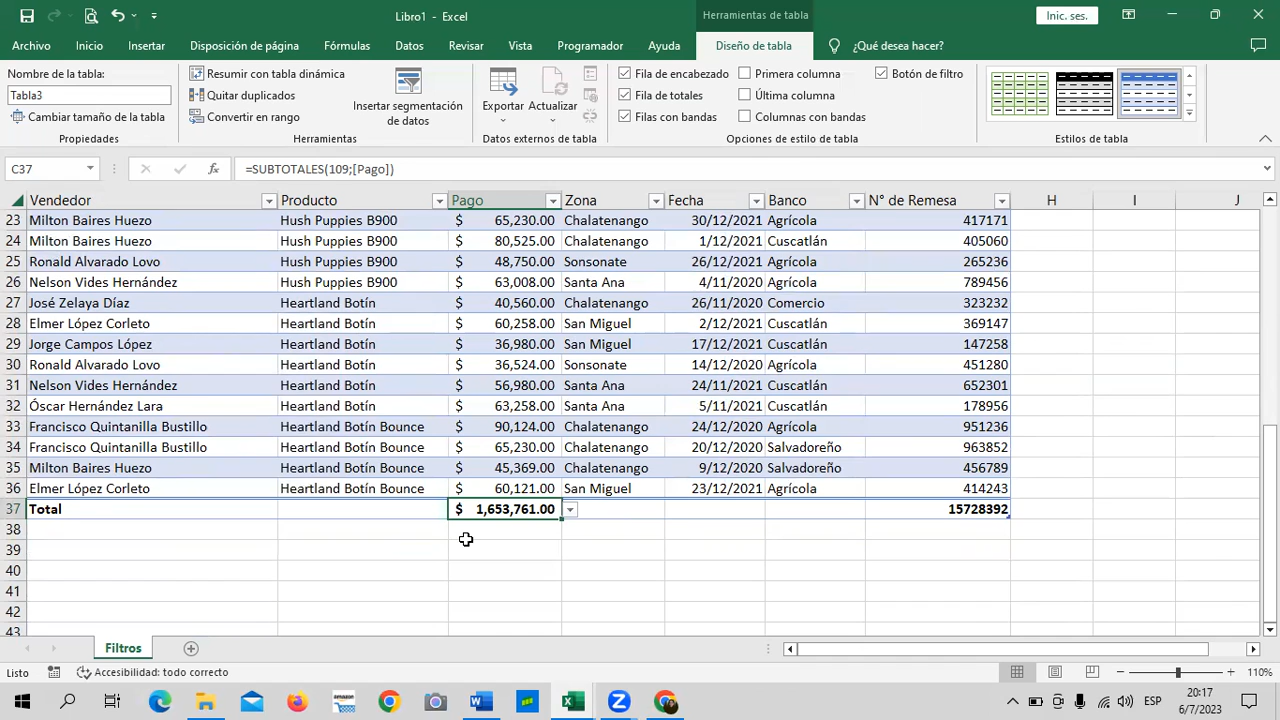 Libro1 - Excel
Herramientas de tabla
Inic. ses.
Archivo Inicio Insertar Disposición de página Fórmulas Datos Revisar Vista Programador Ayuda Diseño de tabla ¿Qué desea hacer?
Nombre de la tabla:
Tabla3
Cambiar tamaño de la tabla
Propiedades
Resumir con tabla dinámica
Quitar duplicados
Convertir en rango
Insertar segmentación de datos
Herramientas
Exportar Actualizar
Datos externos de tabla
Fila de encabezado Primera columna Botón de filtro
Fila de totales Última columna
Filas con bandas Columnas con bandas
Opciones de estilo de tabla
Estilos de tabla
C37 fx =SUBTOTALES(109;[Pago])
Vendedor Producto Pago Zona Fecha Banco N° de Remesa H I J
23 Milton Baires Huezo Hush Puppies B900 $ 65,230.00 Chalatenango 30/12/2021 Agrícola 417171
24 Milton Baires Huezo Hush Puppies B900 $ 80,525.00 Chalatenango 1/12/2021 Cuscatlán 405060
25 Ronald Alvarado Lovo Hush Puppies B900 $ 48,750.00 Sonsonate 26/12/2021 Agrícola 265236
26 Nelson Vides Hernández Hush Puppies B900 $ 63,008.00 Santa Ana 4/11/2020 Agrícola 789456
27 José Zelaya Díaz Heartland Botín $ 40,560.00 Chalatenango 26/11/2020 Comercio 323232
28 Elmer López Corleto Heartland Botín $ 60,258.00 San Miguel 2/12/2021 Cuscatlán 369147
29 Jorge Campos López Heartland Botín $ 36,980.00 San Miguel 17/12/2021 Cuscatlán 147258
30 Ronald Alvarado Lovo Heartland Botín $ 36,524.00 Sonsonate 14/12/2020 Agrícola 451280
31 Nelson Vides Hernández Heartland Botín $ 56,980.00 Santa Ana 24/11/2021 Cuscatlán 652301
32 Óscar Hernández Lara Heartland Botín $ 63,258.00 Santa Ana 5/11/2021 Cuscatlán 178956
33 Francisco Quintanilla Bustillo Heartland Botín Bounce $ 90,124.00 Chalatenango 24/12/2020 Agrícola 951236
34 Francisco Quintanilla Bustillo Heartland Botín Bounce $ 65,230.00 Chalatenango 20/12/2020 Salvadoreño 963852
35 Milton Baires Huezo Heartland Botín Bounce $ 45,369.00 Chalatenango 9/12/2020 Salvadoreño 456789
36 Elmer López Corleto Heartland Botín Bounce $ 60,121.00 San Miguel 23/12/2021 Agrícola 414243
37 Total $ 1,653,761.00 15728392
38
39
40
41
42
43
Filtros
Listo Accesibilidad: todo correcto 110%
amazon ESP 20:17
6/7/2023